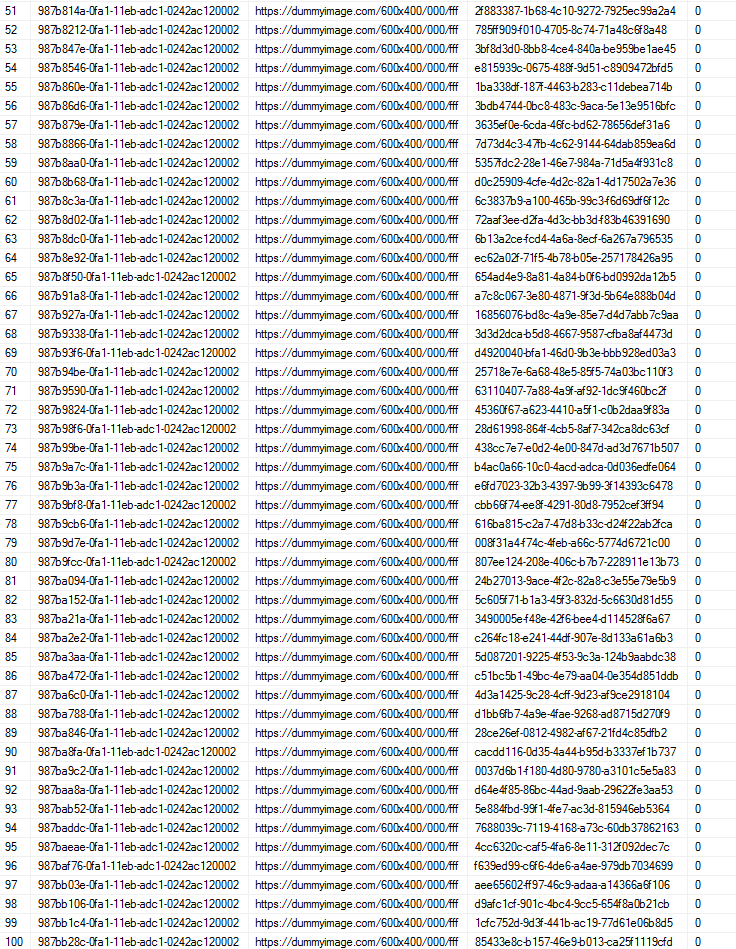 51 987b814a-0fa1-11eb-adc1-0242ac120002 https://dummyimage.com/600x400/000/fff 2f883387-1b68-4c10-9272-7925ec99a2a4 0
52 987b8212-0fa1-11eb-adc1-0242ac120002 https://dummyimage.com/600x400/000/fff 785ff909-f010-4705-8c74-71a48c6f8a48 0
53 987b847e-0fa1-11eb-adc1-0242ac120002 https://dummyimage.com/600x400/000/fff 3bf8d3d0-8bb8-4ce4-840a-be959be1ae45 0
54 987b8546-0fa1-11eb-adc1-0242ac120002 https://dummyimage.com/600x400/000/fff e815939c-0675-488f-9d51-c8909472bfd5 0
55 987b860e-0fa1-11eb-adc1-0242ac120002 https://dummyimage.com/600x400/000/fff 1ba338df-187f-4463-b283-c11debea714b 0
56 987b86d6-0fa1-11eb-adc1-0242ac120002 https://dummyimage.com/600x400/000/fff 3bdb4744-0bc8-483c-9aca-5e13e9516bfc 0
57 987b879e-0fa1-11eb-adc1-0242ac120002 https://dummyimage.com/600x400/000/fff 3635ef0e-6cda-46fc-bd62-78656def31a6 0
58 987b8866-0fa1-11eb-adc1-0242ac120002 https://dummyimage.com/600x400/000/fff 7d73d4c3-47fb-4c62-9144-64dab859ea6d 0
59 987b8aa0-0fa1-11eb-adc1-0242ac120002 https://dummyimage.com/600x400/000/fff 5357fdc2-28e1-46e7-984a-71d5a4f931c8 0
60 987b8b68-0fa1-11eb-adc1-0242ac120002 https://dummyimage.com/600x400/000/fff d0c25909-4cfe-4d2c-82a1-4d17502a7e36 0
61 987b8c3a-0fa1-11eb-adc1-0242ac120002 https://dummyimage.com/600x400/000/fff 6c3837b9-a100-465b-99c3-f6d69df6f12c 0
62 987b8d02-0fa1-11eb-adc1-0242ac120002 https://dummyimage.com/600x400/000/fff 72aaf3ee-d2fa-4d3c-bb3d-f83b46391690 0
63 987b8dc0-0fa1-11eb-adc1-0242ac120002 https://dummyimage.com/600x400/000/fff 6b13a2ce-fcd4-4a6a-8ecf-6a267a796535 0
64 987b8e92-0fa1-11eb-adc1-0242ac120002 https://dummyimage.com/600x400/000/fff ec62a02f-71f5-4b78-b05e-257178426a95 0
65 987b8f50-0fa1-11eb-adc1-0242ac120002 https://dummyimage.com/600x400/000/fff 654ad4e9-8a81-4a84-b0f6-bd0992da12b5 0
66 987b91a8-0fa1-11eb-adc1-0242ac120002 https://dummyimage.com/600x400/000/fff a7c8c067-3e80-4871-9f3d-5b64e888b04d 0
67 987b927a-0fa1-11eb-adc1-0242ac120002 https://dummyimage.com/600x400/000/fff 16856076-bd8c-4a9e-85e7-d4d7abb7c9aa 0
68 987b9338-0fa1-11eb-adc1-0242ac120002 https://dummyimage.com/600x400/000/fff 3d3d2dca-b5d8-4667-9587-cfba8af4473d 0
69 987b93f6-0fa1-11eb-adc1-0242ac120002 https://dummyimage.com/600x400/000/fff d4920040-bfa1-46d0-9b3e-bbb928ed03a3 0
70 987b94be-0fa1-11eb-adc1-0242ac120002 https://dummyimage.com/600x400/000/fff 25718e7e-6a68-48e5-85f5-74a03bc110f3 0
71 987b9590-0fa1-11eb-adc1-0242ac120002 https://dummyimage.com/600x400/000/fff 63110407-7a88-4a9f-af92-1dc9f460bc2f 0
72 987b9824-0fa1-11eb-adc1-0242ac120002 https://dummyimage.com/600x400/000/fff 45360f67-a623-4410-a5f1-c0b2daa9f83a 0
73 987b98f6-0fa1-11eb-adc1-0242ac120002 https://dummyimage.com/600x400/000/fff 28d61998-864f-4cb5-8af7-342ca8dc63cf 0
74 987b99be-0fa1-11eb-adc1-0242ac120002 https://dummyimage.com/600x400/000/fff 438cc7e7-e0d2-4e00-847d-ad3d7671b507 0
75 987b9a7c-0fa1-11eb-adc1-0242ac120002 https://dummyimage.com/600x400/000/fff b4ac0a66-10c0-4acd-adca-0d036edfe064 0
76 987b9b3a-0fa1-11eb-adc1-0242ac120002 https://dummyimage.com/600x400/000/fff e6fd7023-32b3-4397-9b99-3f14393c6478 0
77 987b9bf8-0fa1-11eb-adc1-0242ac120002 https://dummyimage.com/600x400/000/fff cbb66f74-ee8f-4291-80d8-7952cef3ff94 0
78 987b9cb6-0fa1-11eb-adc1-0242ac120002 https://dummyimage.com/600x400/000/fff 616ba815-c2a7-47d8-b33c-d24f22ab2fca 0
79 987b9d7e-0fa1-11eb-adc1-0242ac120002 https://dummyimage.com/600x400/000/fff 008f31a4-f74c-4feb-a66c-5774d6721c00 0
80 987b9fcc-0fa1-11eb-adc1-0242ac120002 https://dummyimage.com/600x400/000/fff 807ee124-208e-406c-b7b7-228911e13b73 0
81 987ba094-0fa1-11eb-adc1-0242ac120002 https://dummyimage.com/600x400/000/fff 24b27013-9ace-4f2c-82a8-c3e55e79e5b9 0
82 987ba152-0fa1-11eb-adc1-0242ac120002 https://dummyimage.com/600x400/000/fff 5c605f71-b1a3-45f3-832d-5c6630d81d55 0
83 987ba21a-0fa1-11eb-adc1-0242ac120002 https://dummyimage.com/600x400/000/fff 3490005e-f48e-42f6-bee4-d114528f6a67 0
84 987ba2e2-0fa1-11eb-adc1-0242ac120002 https://dummyimage.com/600x400/000/fff c264fc18-e241-44df-907e-8d133a61a6b3 0
85 987ba3aa-0fa1-11eb-adc1-0242ac120002 https://dummyimage.com/600x400/000/fff 5d087201-9225-4f53-9c3a-124b9aabdc38 0
86 987ba472-0fa1-11eb-adc1-0242ac120002 https://dummyimage.com/600x400/000/fff c51bc5b1-49bc-4e79-aa04-0e354d851ddb 0
87 987ba6c0-0fa1-11eb-adc1-0242ac120002 https://dummyimage.com/600x400/000/fff 4d3a1425-9c28-4cff-9d23-af9ce2918104 0
88 987ba788-0fa1-11eb-adc1-0242ac120002 https://dummyimage.com/600x400/000/fff d1bb6fb7-4a9e-4fae-9268-ad8715d270f9 0
89 987ba846-0fa1-11eb-adc1-0242ac120002 https://dummyimage.com/600x400/000/fff 28ce26ef-0812-4982-af67-21fd4c85dfb2 0
90 987ba8fa-0fa1-11eb-adc1-0242ac120002 https://dummyimage.com/600x400/000/fff cacdd116-0d35-4a44-b95d-b3337ef1b737 0
91 987ba9c2-0fa1-11eb-adc1-0242ac120002 https://dummyimage.com/600x400/000/fff 0037d6b1-f180-4d80-9780-a3101c5e5a83 0
92 987baa8a-0fa1-11eb-adc1-0242ac120002 https://dummyimage.com/600x400/000/fff d64e4f85-86bc-44ad-9aab-29622fe3aa53 0
93 987bab52-0fa1-11eb-adc1-0242ac120002 https://dummyimage.com/600x400/000/fff 5e884fbd-99f1-4fe7-ac3d-815946eb5364 0
94 987baddc-0fa1-11eb-adc1-0242ac120002 https://dummyimage.com/600x400/000/fff 7688039c-7119-4168-a73c-60db37862163 0
95 987baeae-0fa1-11eb-adc1-0242ac120002 https://dummyimage.com/600x400/000/fff 4cc6320c-caf5-4fa6-8e11-312f092dec7c 0
96 987baf76-0fa1-11eb-adc1-0242ac120002 https://dummyimage.com/600x400/000/fff f639ed99-c6f6-4de6-a4ae-979db7034699 0
97 987bb03e-0fa1-11eb-adc1-0242ac120002 https://dummyimage.com/600x400/000/fff aee65602-ff97-46c9-adaa-a14366a6f106 0
98 987bb106-0fa1-11eb-adc1-0242ac120002 https://dummyimage.com/600x400/000/fff d9afc1cf-901c-4bc4-9cc5-654f8a0b21cb 0
99 987bb1c4-0fa1-11eb-adc1-0242ac120002 https://dummyimage.com/600x400/000/fff 1cfc752d-9d3f-441b-ac19-77d61e06b8d5 0
100 987bb28c-0fa1-11eb-adc1-0242ac120002 https://dummyimage.com/600x400/000/fff 85433e8c-b157-46e9-b013-ca25f1119cfd 0